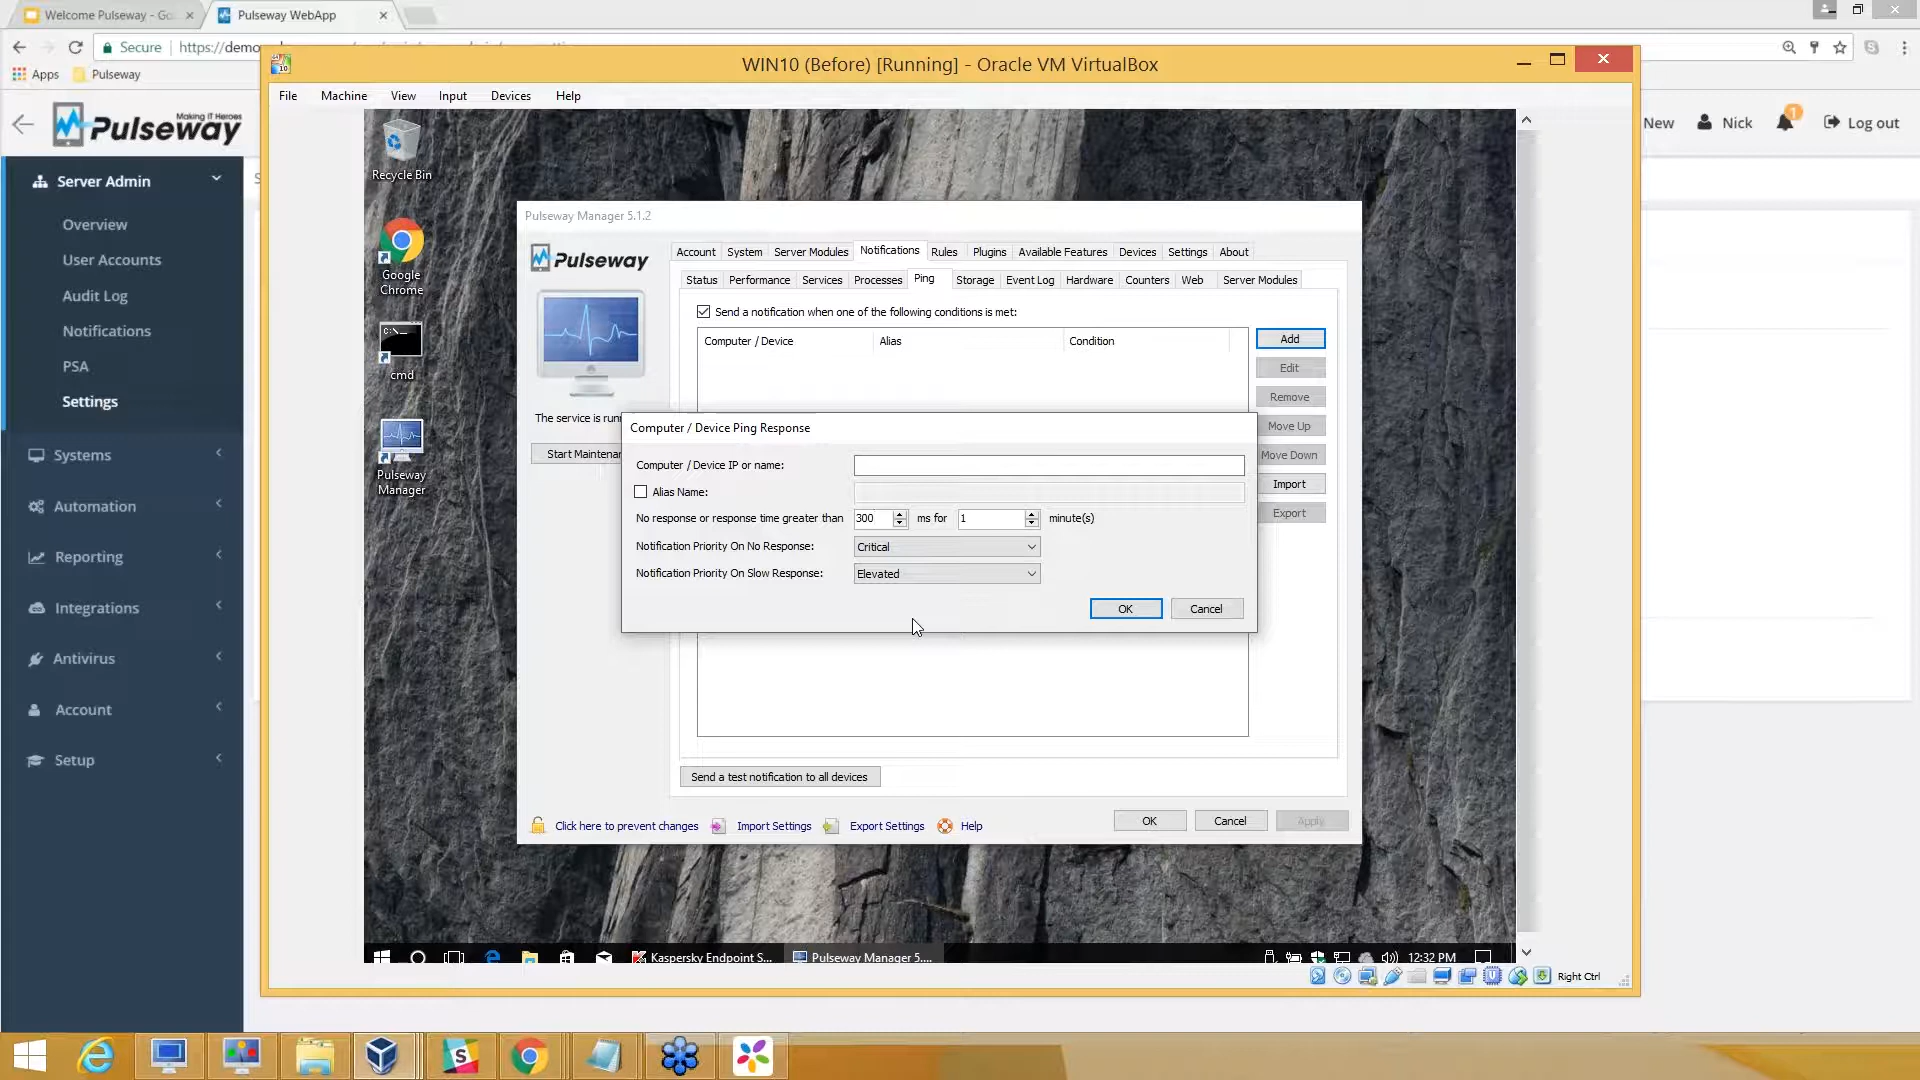 Welcome Pulseway - Go
Pulseway WebApp
Secure
https://demo
Apps
Pulseway
WIN10 (Before) [Running] - Oracle VM VirtualBox
File
Machine
View
Input
Devices
Help
Making IT Heroes
Pulseway
New
Nick
1
Log out
Server Admin
Overview
User Accounts
Audit Log
Notifications
PSA
Settings
Systems
Automation
Reporting
Integrations
Antivirus
Account
Setup
Recycle Bin
Google
Chrome
cmd
Pulseway
Manager
Pulseway Manager 5.1.2
Pulseway
Account
System
Server Modules
Notifications
Rules
Plugins
Available Features
Devices
Settings
About
Status
Performance
Services
Processes
Ping
Storage
Event Log
Hardware
Counters
Web
Server Modules
Send a notification when one of the following conditions is met:
Computer / Device
Alias
Condition
Add
Edit
Remove
Move Up
Move Down
Import
Export
The service is run
Start Maintenan
Computer / Device Ping Response
Computer / Device IP or name:
Alias Name:
No response or response time greater than
300
ms for
1
minute(s)
Notification Priority On No Response:
Critical
Notification Priority On Slow Response:
Elevated
OK
Cancel
Send a test notification to all devices
Click here to prevent changes
Import Settings
Export Settings
Help
OK
Cancel
Apply
Kaspersky Endpoint S...
Pulseway Manager 5....
12:32 PM
Right Ctrl